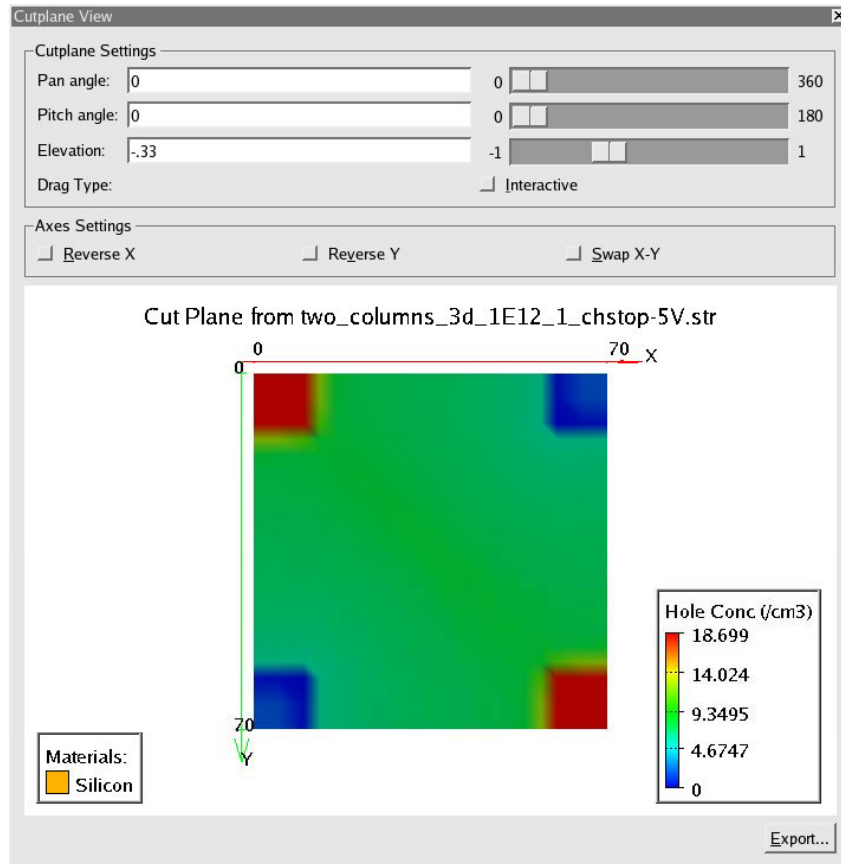 Cutplane View
Cutplane Settings
Pan angle: 0 0 360
Pitch angle: 0 0 180
Elevation: -.33 -1 1
Drag Type: Interactive
Axes Settings
Reverse X Reverse Y Swap X-Y
Cut Plane from two_columns_3d_1E12_1_chstop-5V.str
0 70 X
0
70
Y
Hole Conc (/cm3)
18.699
14.024
9.3495
4.6747
0
Materials:
Silicon
Export...